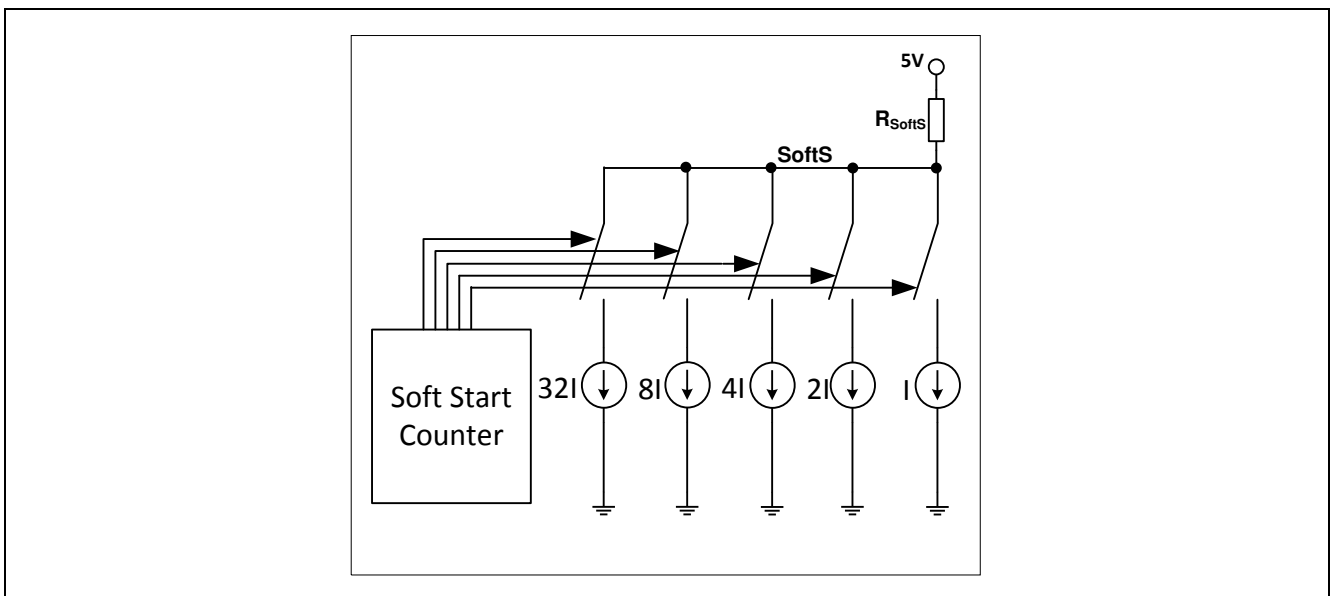 5V
RSoftS
SoftS
32I
8I
4I
2I
I
Soft Start
Counter